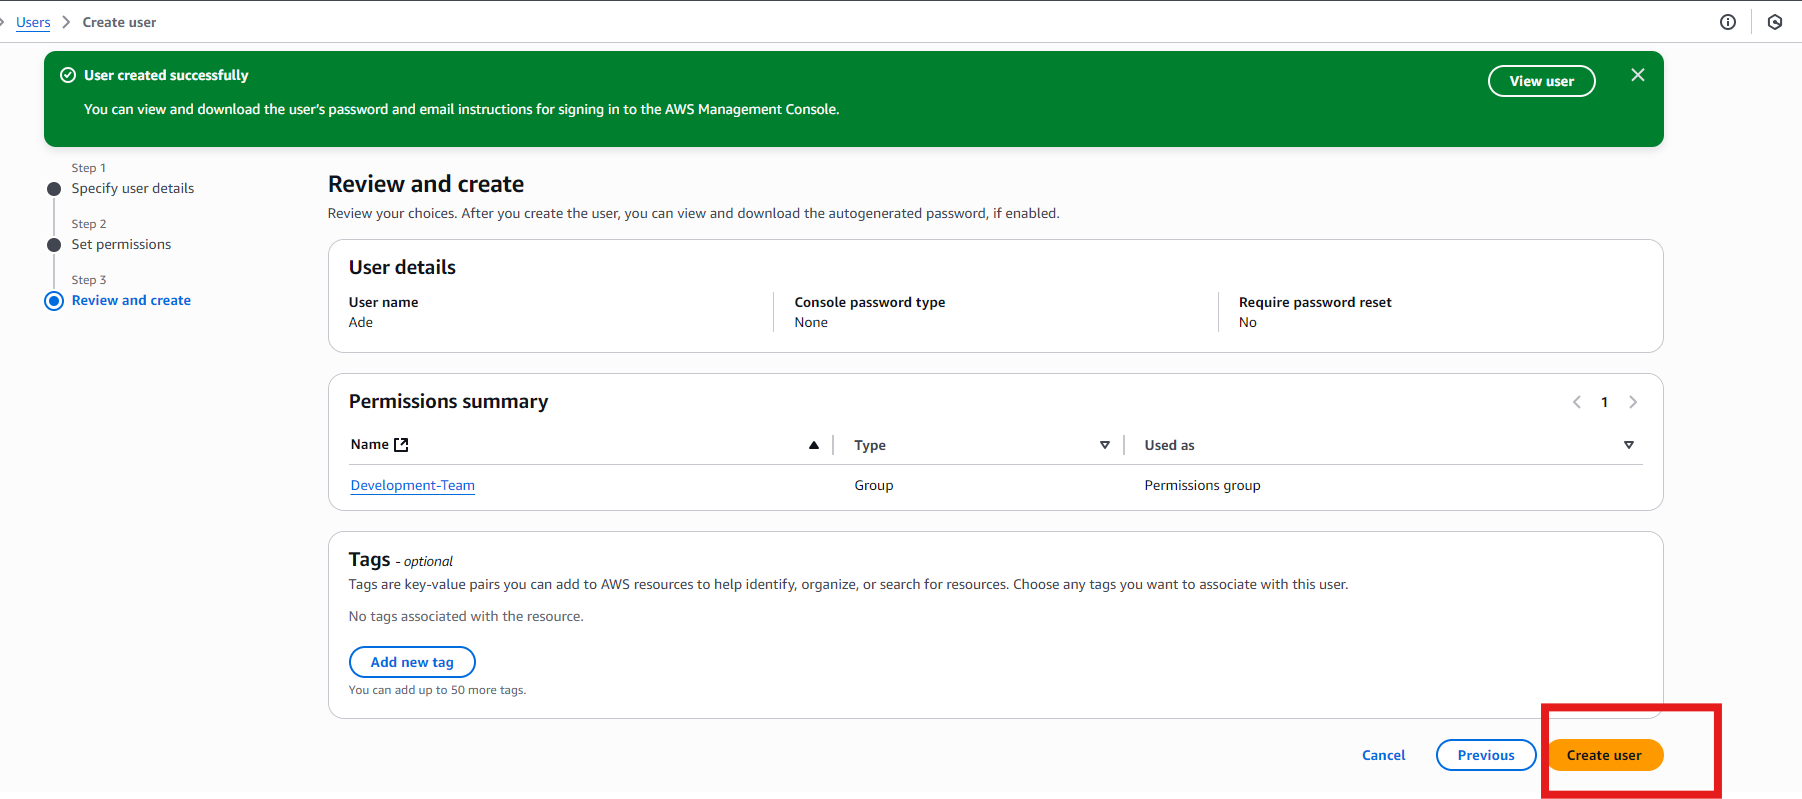 Users > Create user
User created successfully
View user
You can view and download the user's password and email instructions for signing in to the AWS Management Console.
Step 1
Specify user details
Step 2
Set permissions
Step 3
Review and create
Review and create
Review your choices. After you create the user, you can view and download the autogenerated password, if enabled.
User details
User name
Ade
Console password type
None
Require password reset
No
Permissions summary
1
Name Type Used as
Development-Team Group Permissions group
Tags - optional
Tags are key-value pairs you can add to AWS resources to help identify, organize, or search for resources. Choose any tags you want to associate with this user.
No tags associated with the resource.
Add new tag
You can add up to 50 more tags.
Cancel Previous Create user